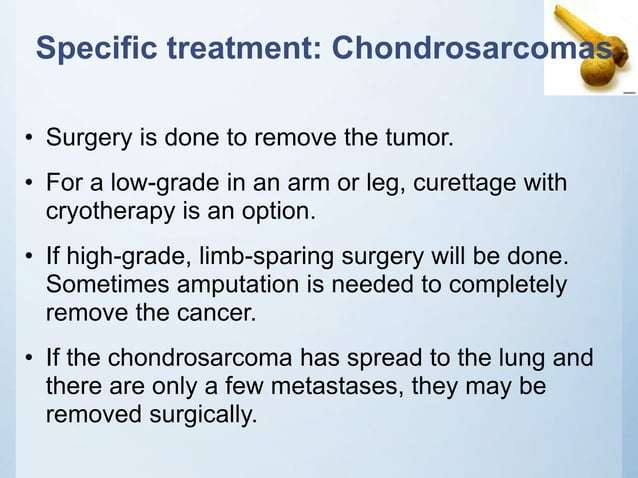 Specific treatment: Chondrosarcomas
• Surgery is done to remove the tumor.
• For a low-grade in an arm or leg, curettage with
cryotherapy is an option.
• If high-grade, limb-sparing surgery will be done.
Sometimes amputation is needed to completely
remove the cancer.
• If the chondrosarcoma has spread to the lung and
there are only a few metastases, they may be
removed surgically.